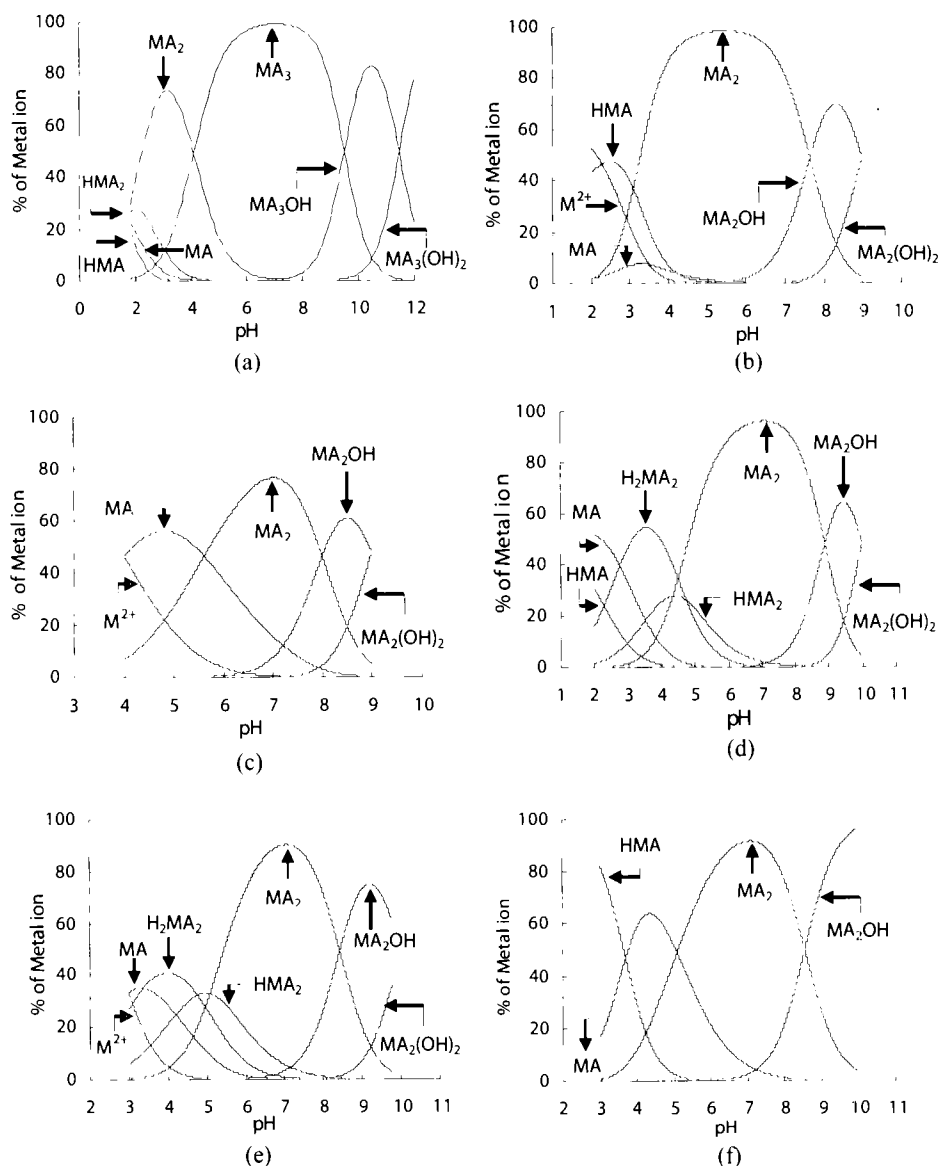 100
80
60
40
20
0
% of Metal ion
MA₂
MA₃
HMA₂
HMA
MA
MA₃OH
MA₃(OH)₂
0 2 4 6 8 10 12
pH
(a)
100
80
60
40
20
0
% of Metal ion
HMA
MA₂
M²⁺
MA
MA₂OH
MA₂(OH)₂
1 2 3 4 5 6 7 8 9 10
pH
(b)
100
80
60
40
20
0
% of Metal ion
MA
MA₂OH
MA₂
M²⁺
MA₂(OH)₂
3 4 5 6 7 8 9 10
pH
(c)
100
80
60
40
20
0
% of Metal ion
MA₂OH
H₂MA₂
MA₂
MA
HMA
HMA₂
MA₂(OH)₂
1 2 3 4 5 6 7 8 9 10 11
pH
(d)
100
80
60
40
20
0
% of Metal ion
H₂MA₂
MA
MA₂
MA₂OH
HMA₂
M²⁺
MA₂(OH)₂
2 3 4 5 6 7 8 9 10 11
pH
(e)
100
80
60
40
20
0
% of Metal ion
HMA
MA₂
MA₂OH
MA
2 3 4 5 6 7 8 9 10 11
pH
(f)